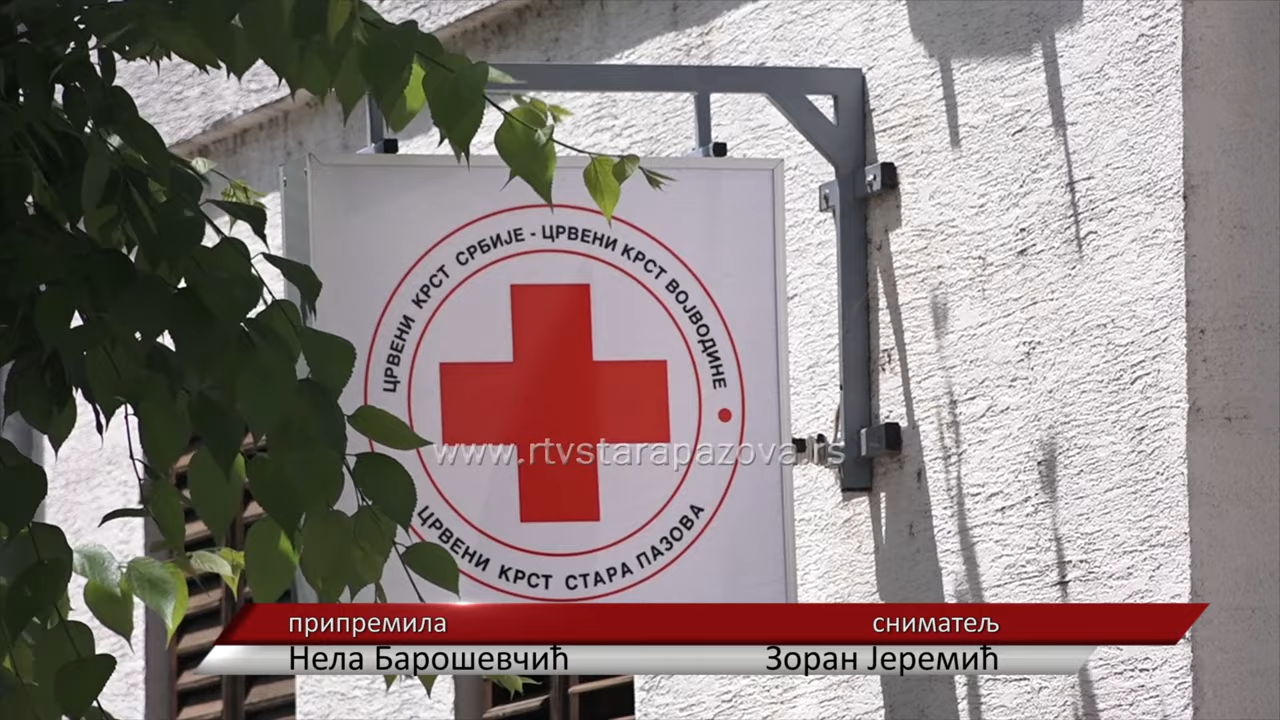 ЦРВЕНИ КРСТ СРБИЈЕ - ЦРВЕНИ КРСТ ВОЈВОДИНЕ
ЦРВЕНИ КРСТ СТАРА ПАЗОВА
www.rtvstarapazova.rs
припремила
сниматељ
Нела Барошевчић
Зоран Јеремић